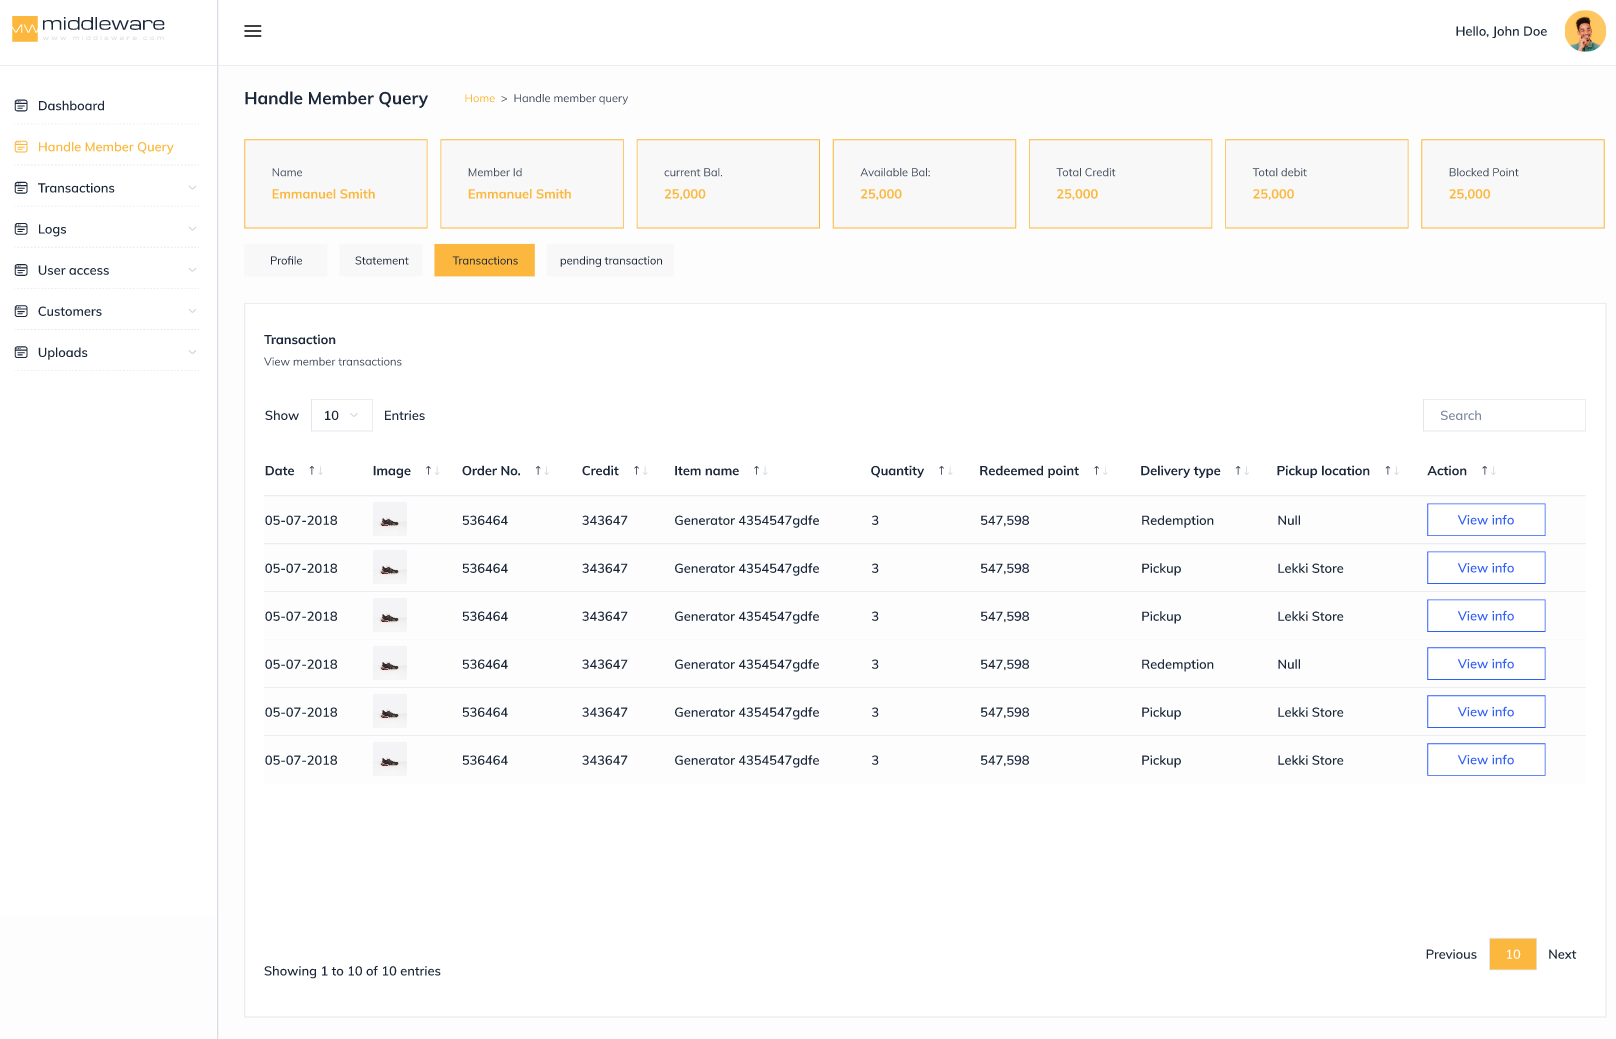 MW middleware
www.middleware.com
Hello, John Doe
Dashboard
Handle Member Query
Transactions
Logs
User access
Customers
Uploads
Handle Member Query
Home > Handle member query
Name
Emmanuel Smith
Member Id
Emmanuel Smith
current Bal.
25,000
Available Bal:
25,000
Total Credit
25,000
Total debit
25,000
Blocked Point
25,000
Profile Statement Transactions pending transaction
Transaction
View member transactions
Show 10 Entries Search
Date ↑↓ Image ↑↓ Order No. ↑↓ Credit ↑↓ Item name ↑↓ Quantity ↑↓ Redeemed point ↑↓ Delivery type ↑↓ Pickup location ↑↓ Action ↑↓
05-07-2018 536464 343647 Generator 4354547gdfe 3 547,598 Redemption Null View info
05-07-2018 536464 343647 Generator 4354547gdfe 3 547,598 Pickup Lekki Store View info
05-07-2018 536464 343647 Generator 4354547gdfe 3 547,598 Pickup Lekki Store View info
05-07-2018 536464 343647 Generator 4354547gdfe 3 547,598 Redemption Null View info
05-07-2018 536464 343647 Generator 4354547gdfe 3 547,598 Pickup Lekki Store View info
05-07-2018 536464 343647 Generator 4354547gdfe 3 547,598 Pickup Lekki Store View info
Previous 10 Next
Showing 1 to 10 of 10 entries